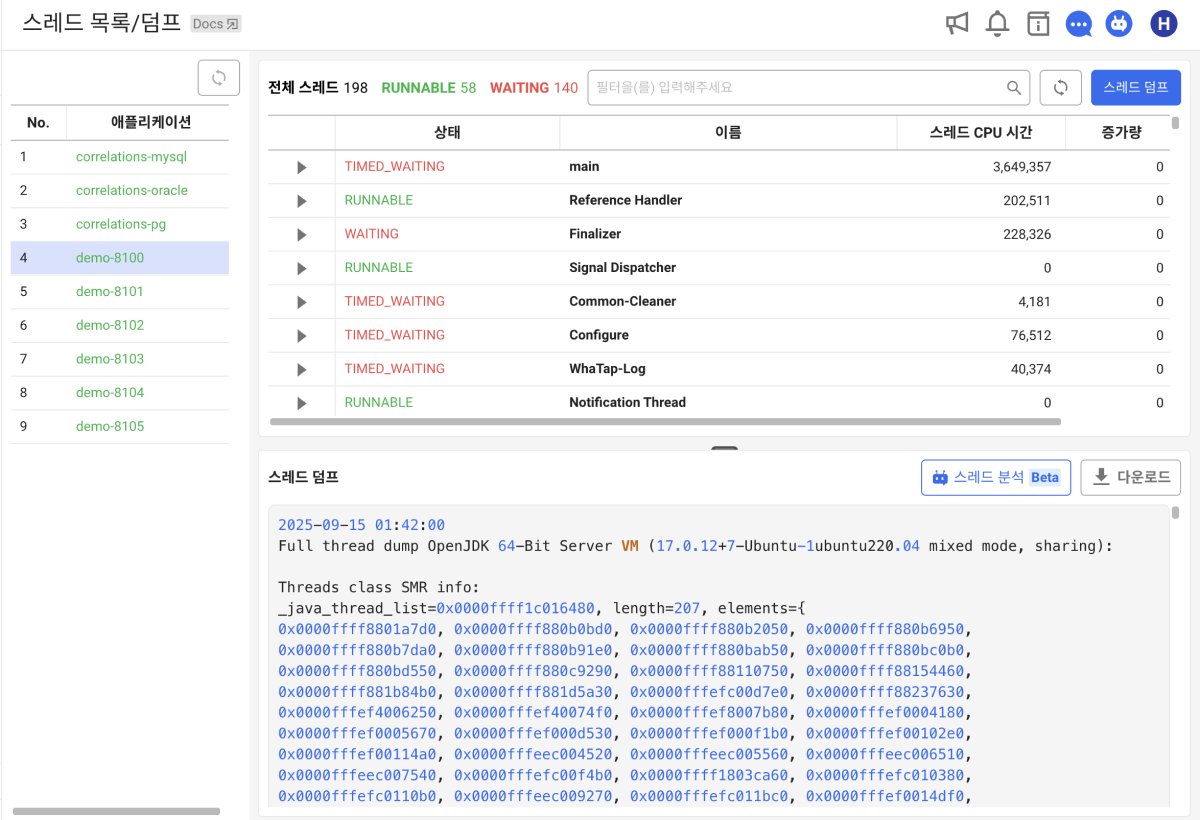 스레드 목록/덤프 Docs
H
No. 애플리케이션
1 correlations-mysql
2 correlations-oracle
3 correlations-pg
4 demo-8100
5 demo-8101
6 demo-8102
7 demo-8103
8 demo-8104
9 demo-8105
전체 스레드 198 RUNNABLE 58 WAITING 140 필터을(를) 입력해주세요 스레드 덤프
상태 이름 스레드 CPU 시간 증가량
TIMED_WAITING main 3,649,357 0
RUNNABLE Reference Handler 202,511 0
WAITING Finalizer 228,326 0
RUNNABLE Signal Dispatcher 0 0
TIMED_WAITING Common-Cleaner 4,181 0
TIMED_WAITING Configure 76,512 0
TIMED_WAITING WhaTap-Log 40,374 0
RUNNABLE Notification Thread 0 0
스레드 덤프 스레드 분석 Beta 다운로드
2025-09-15 01:42:00
Full thread dump OpenJDK 64-Bit Server VM (17.0.12+7-Ubuntu-1ubuntu220.04 mixed mode, sharing):
Threads class SMR info:
_java_thread_list=0x0000ffff1c016480, length=207, elements={
0x0000ffff8801a7d0, 0x0000ffff880b0bd0, 0x0000ffff880b2050, 0x0000ffff880b6950,
0x0000ffff880b7da0, 0x0000ffff880b91e0, 0x0000ffff880bab50, 0x0000ffff880bc0b0,
0x0000ffff880bd550, 0x0000ffff880c9290, 0x0000ffff88110750, 0x0000ffff88154460,
0x0000ffff881b84b0, 0x0000ffff881d5a30, 0x0000fffefc00d7e0, 0x0000ffff88237630,
0x0000fffef4006250, 0x0000fffef40074f0, 0x0000fffef8007b80, 0x0000fffef0004180,
0x0000fffef0005670, 0x0000fffef000d530, 0x0000fffef000f1b0, 0x0000fffef00102e0,
0x0000fffef00114a0, 0x0000fffeec004520, 0x0000fffeec005560, 0x0000fffeec006510,
0x0000fffeec007540, 0x0000fffefc00f4b0, 0x0000ffff1803ca60, 0x0000fffefc010380,
0x0000fffefc0110b0, 0x0000fffeec009270, 0x0000fffefc011bc0, 0x0000fffef0014df0,